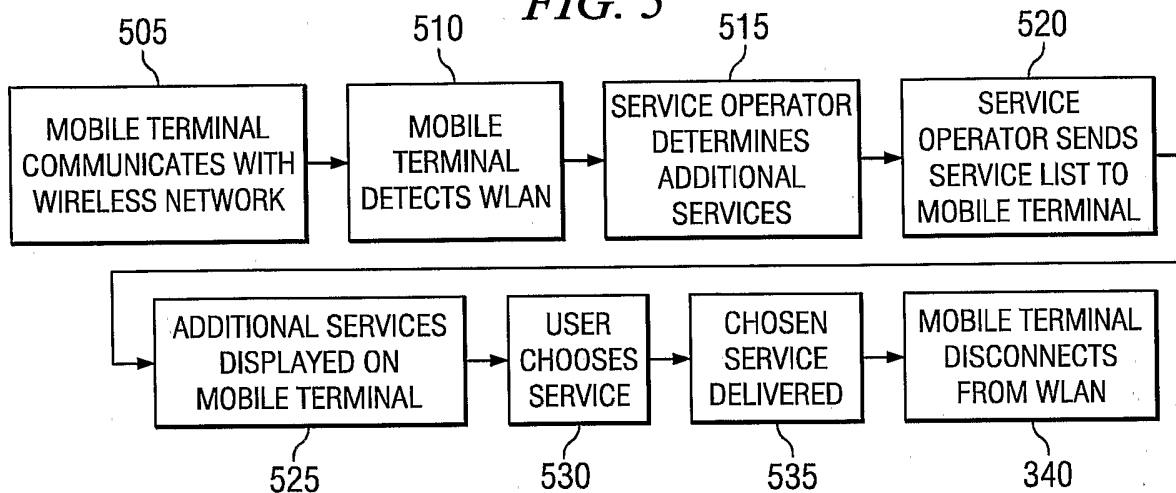 FIG. 5
505
510
515
520
MOBILE TERMINAL
COMMUNICATES WITH
WIRELESS NETWORK
MOBILE
TERMINAL
DETECTS WLAN
SERVICE OPERATOR
DETERMINES
ADDITIONAL
SERVICES
SERVICE
OPERATOR SENDS
SERVICE LIST TO
MOBILE TERMINAL
ADDITIONAL SERVICES
DISPLAYED ON
MOBILE TERMINAL
USER
CHOOSES
SERVICE
CHOSEN
SERVICE
DELIVERED
MOBILE TERMINAL
DISCONNECTS
FROM WLAN
525
530
535
340